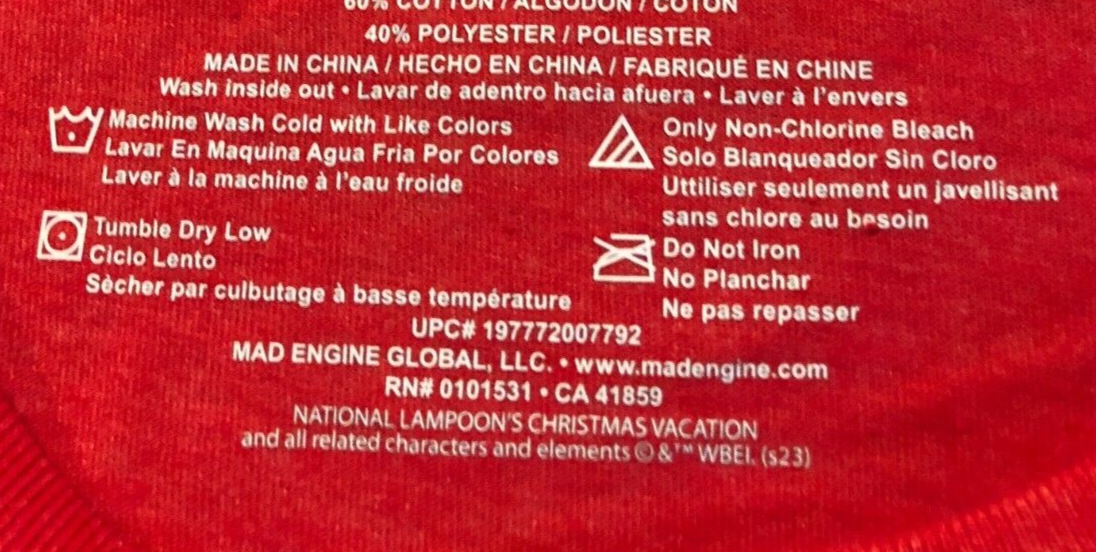 60% COTTON / ALGODÓN / COTON
40% POLYESTER / POLIESTER
MADE IN CHINA / HECHO EN CHINA / FABRIQUÉ EN CHINE
Wash inside out • Lavar de adentro hacia afuera • Laver à l'envers
Machine Wash Cold with Like Colors
Lavar En Maquina Agua Fria Por Colores
Laver à la machine à l'eau froide
Only Non-Chlorine Bleach
Solo Blanqueador Sin Cloro
Uttiliser seulement un javellisant
sans chlore au besoin
Tumble Dry Low
Ciclo Lento
Sècher par culbutage à basse température
Do Not Iron
No Planchar
Ne pas repasser
UPC# 197772007792
MAD ENGINE GLOBAL, LLC. • www.madengine.com
RN# 0101531 • CA 41859
NATIONAL LAMPOON'S CHRISTMAS VACATION
and all related characters and elements © & ™ WBEI. (s23)